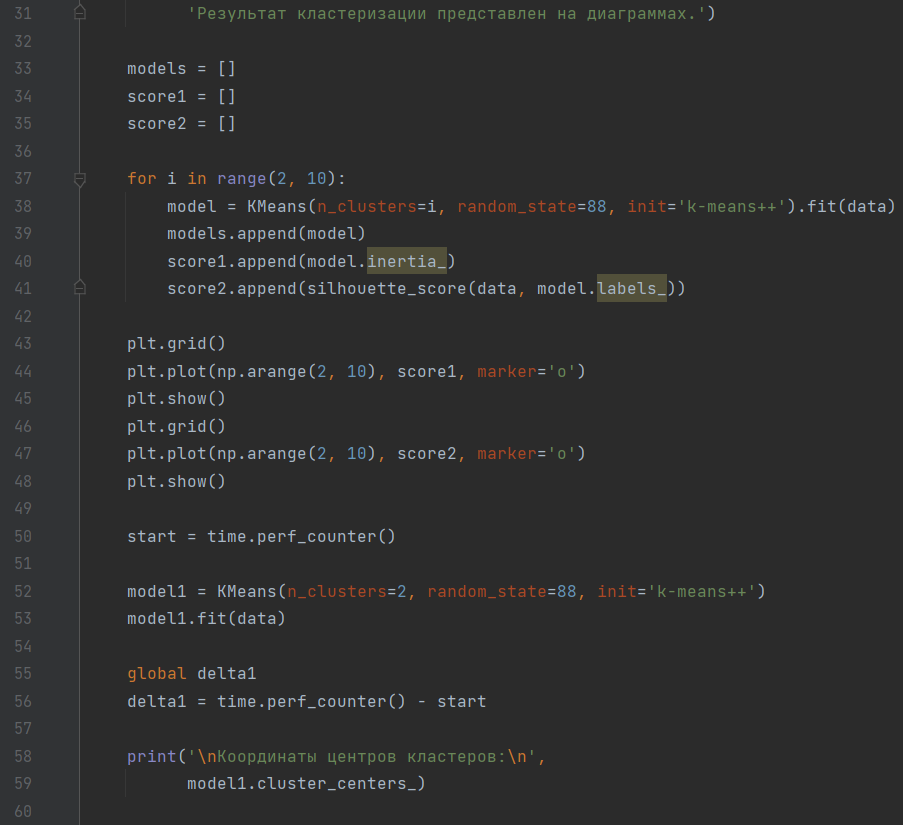 31 'Результат кластеризации представлен на диаграммах.')
32
33 models = []
34 score1 = []
35 score2 = []
36
37 for i in range(2, 10):
38 model = KMeans(n_clusters=i, random_state=88, init='k-means++').fit(data)
39 models.append(model)
40 score1.append(model.inertia_)
41 score2.append(silhouette_score(data, model.labels_))
42
43 plt.grid()
44 plt.plot(np.arange(2, 10), score1, marker='o')
45 plt.show()
46 plt.grid()
47 plt.plot(np.arange(2, 10), score2, marker='o')
48 plt.show()
49
50 start = time.perf_counter()
51
52 model1 = KMeans(n_clusters=2, random_state=88, init='k-means++')
53 model1.fit(data)
54
55 global delta1
56 delta1 = time.perf_counter() - start
57
58 print('\nКоординаты центров кластеров:\n',
59 model1.cluster_centers_)
60